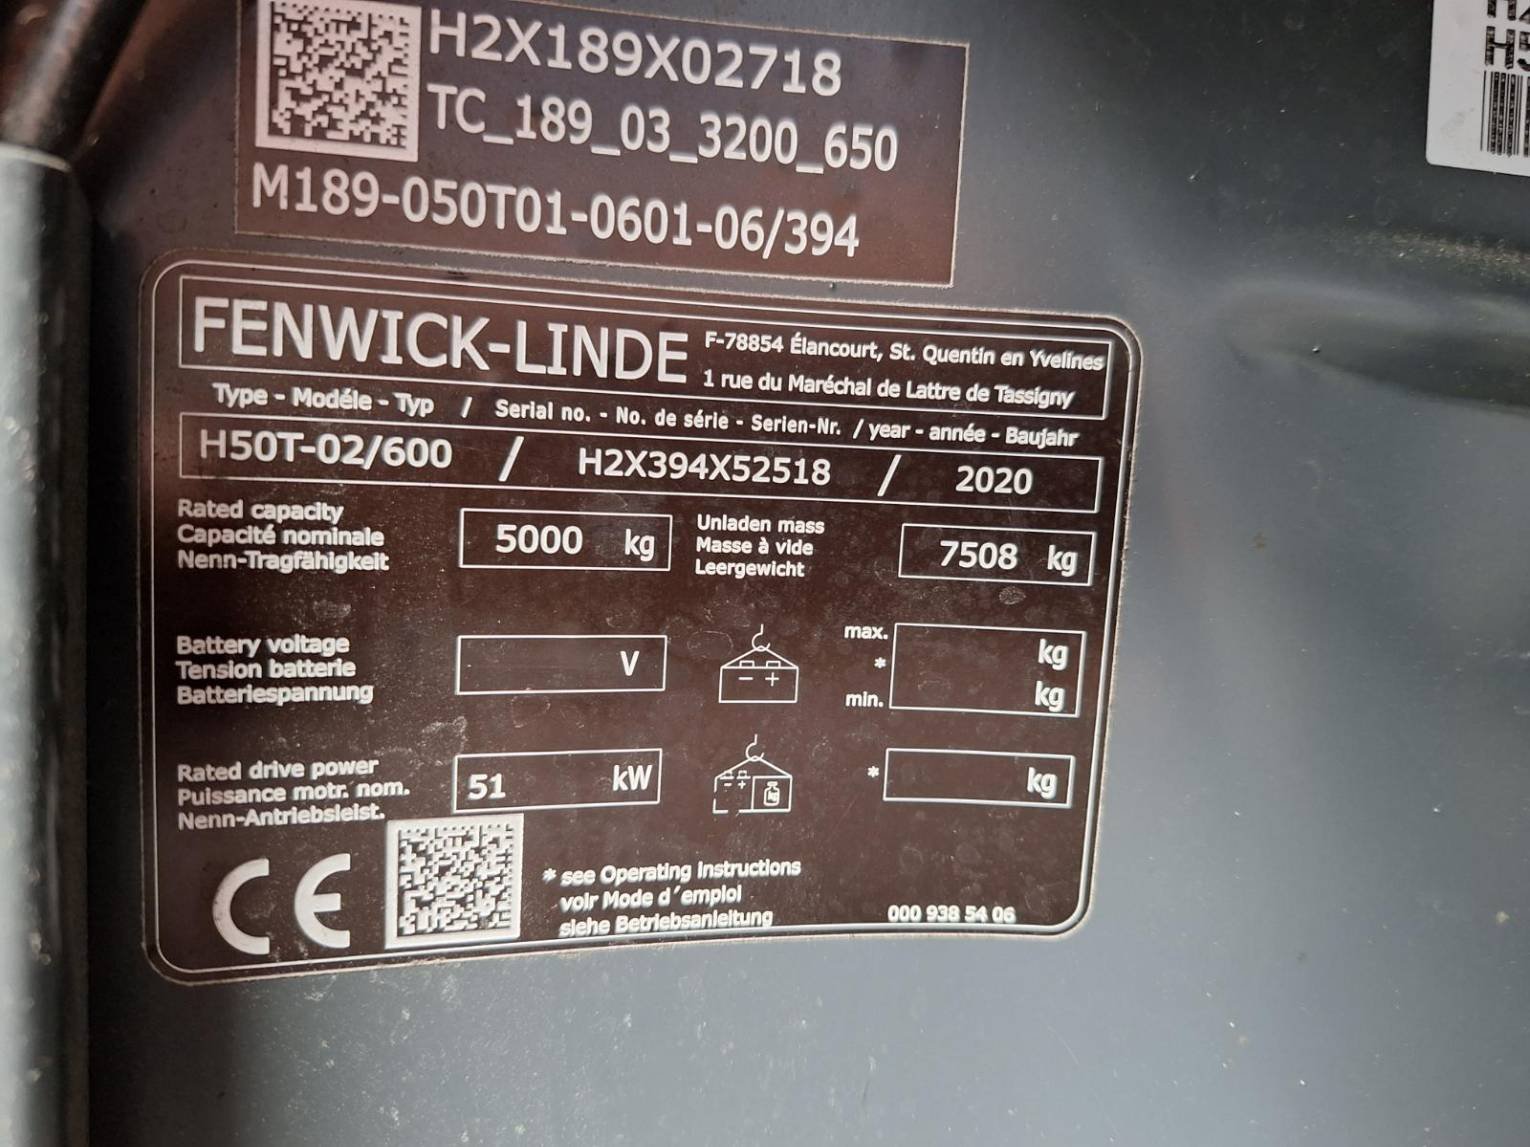 H2X189X02718
TC_189_03_3200_650
M189-050T01-0601-06/394
FENWICK-LINDE
F-78854 Élancourt, St. Quentin en Yvelines
1 rue du Maréchal de Lattre de Tassigny
Type - Modéle - Typ / Serial no. - No. de série - Serien-Nr. / year - année - Baujahr
H50T-02/600 / H2X394X52518 / 2020
Rated capacity
Capacité nominale
Nenn-Tragfähigkeit
5000 kg
Unladen mass
Masse à vide
Leergewicht
7508 kg
Battery voltage
Tension batterie
Batteriespannung
V
- +
max.
*
min.
kg
kg
Rated drive power
Puissance motr. nom.
Nenn-Antriebsleist.
51 kW
- +
kg
*
kg
CE
* see Operating Instructions
voir Mode d´emploi
siehe Betriebsanleitung
000 938 54 06